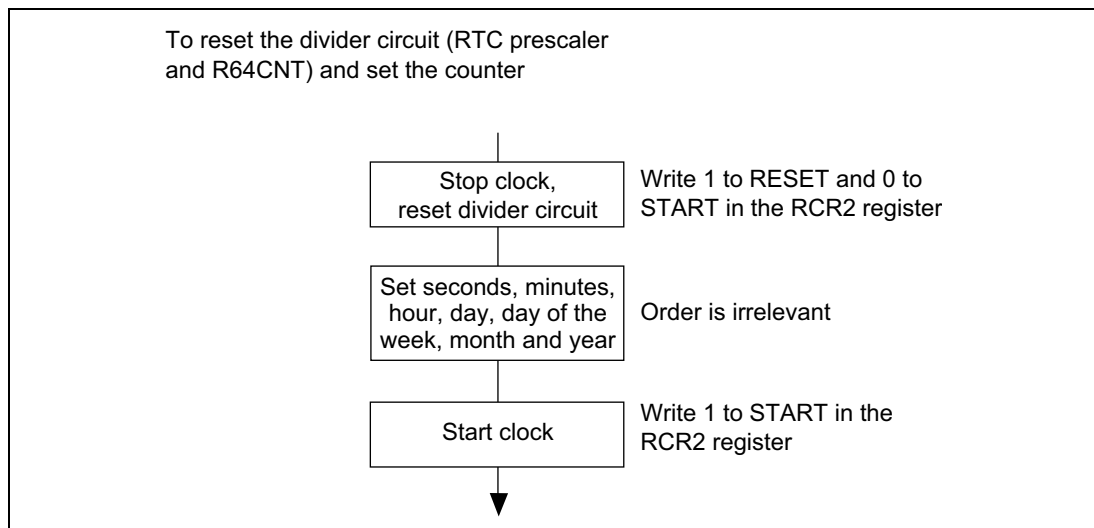 To reset the divider circuit (RTC prescaler
and R64CNT) and set the counter
Stop clock,
reset divider circuit
Write 1 to RESET and 0 to
START in the RCR2 register
Set seconds, minutes,
hour, day, day of the
week, month and year
Order is irrelevant
Start clock
Write 1 to START in the
RCR2 register